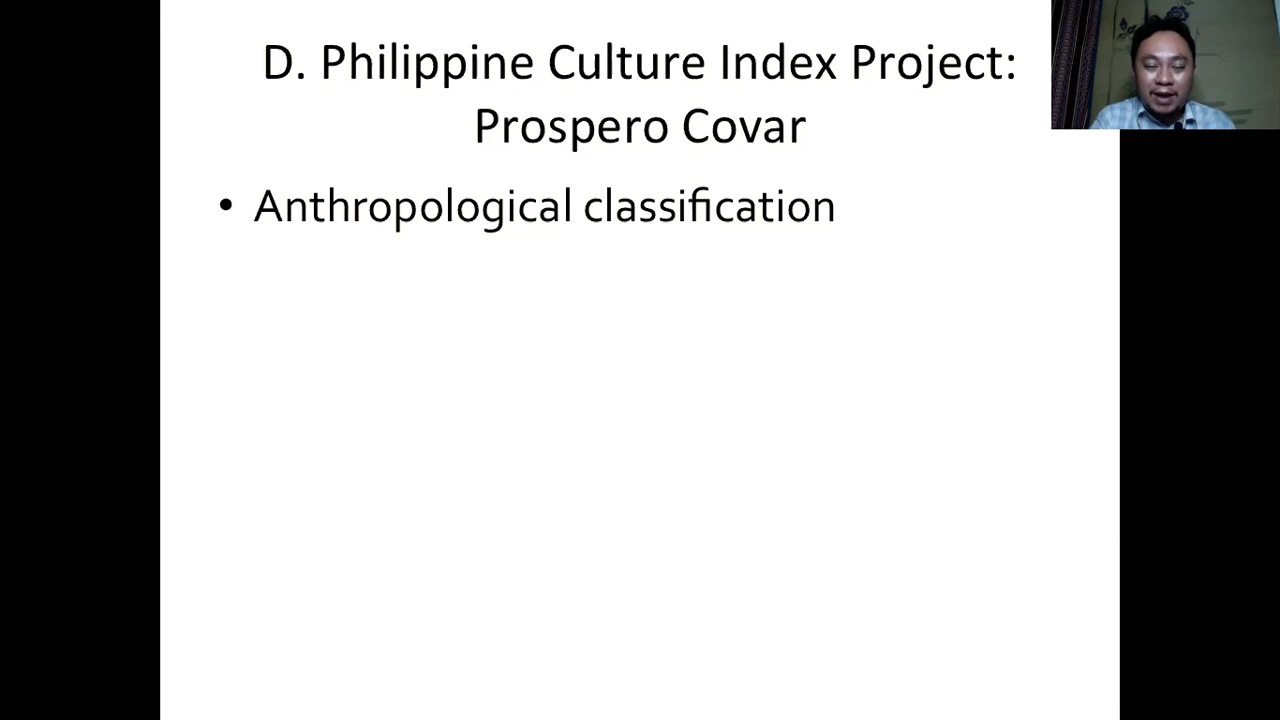 D. Philippine Culture Index Project:
Prospero Covar
• Anthropological classification